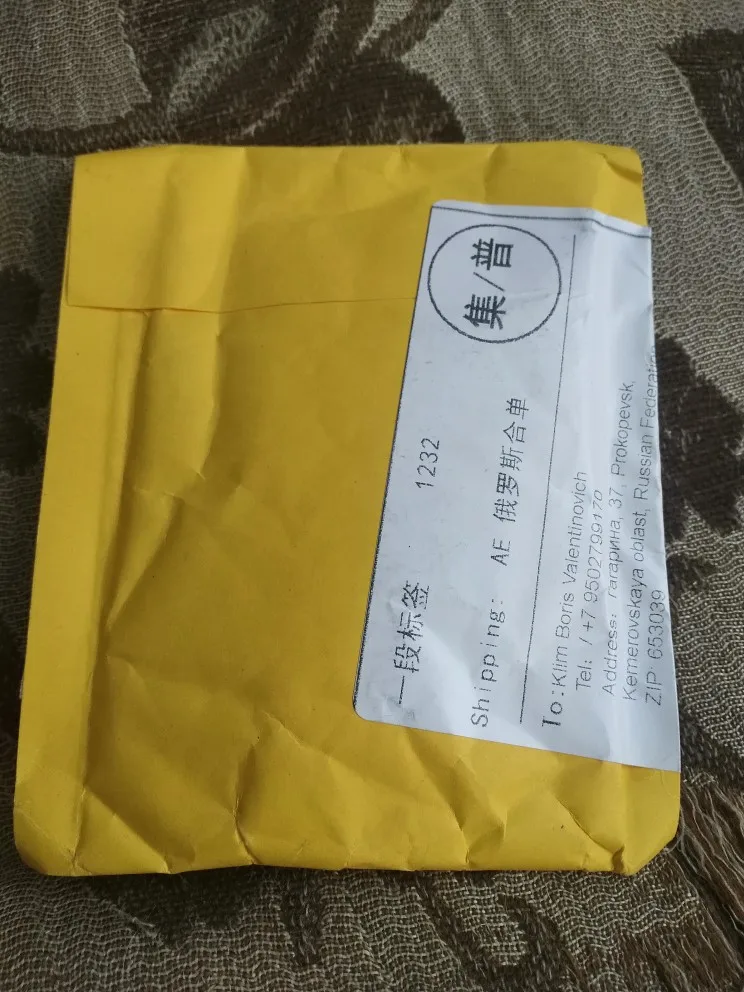 集/普
一段标签 1232
Shipping: AE 俄罗斯合单
To:Klim Boris Valentinovich
Tel: / +7 9502799170
Address: Гагарина, 37, Prokopevsk,
Kemerovskaya oblast, Russian Federation
ZIP: 653039